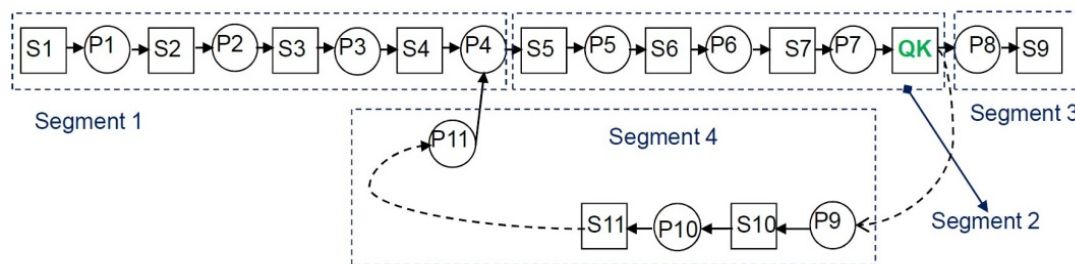 S1 P1 S2 P2 S3 P3 S4 P4 S5 P5 S6 P6 S7 P7 QK P8 S9
Segment 1
Segment 3
P11
Segment 4
S11 P10 S10 P9
Segment 2